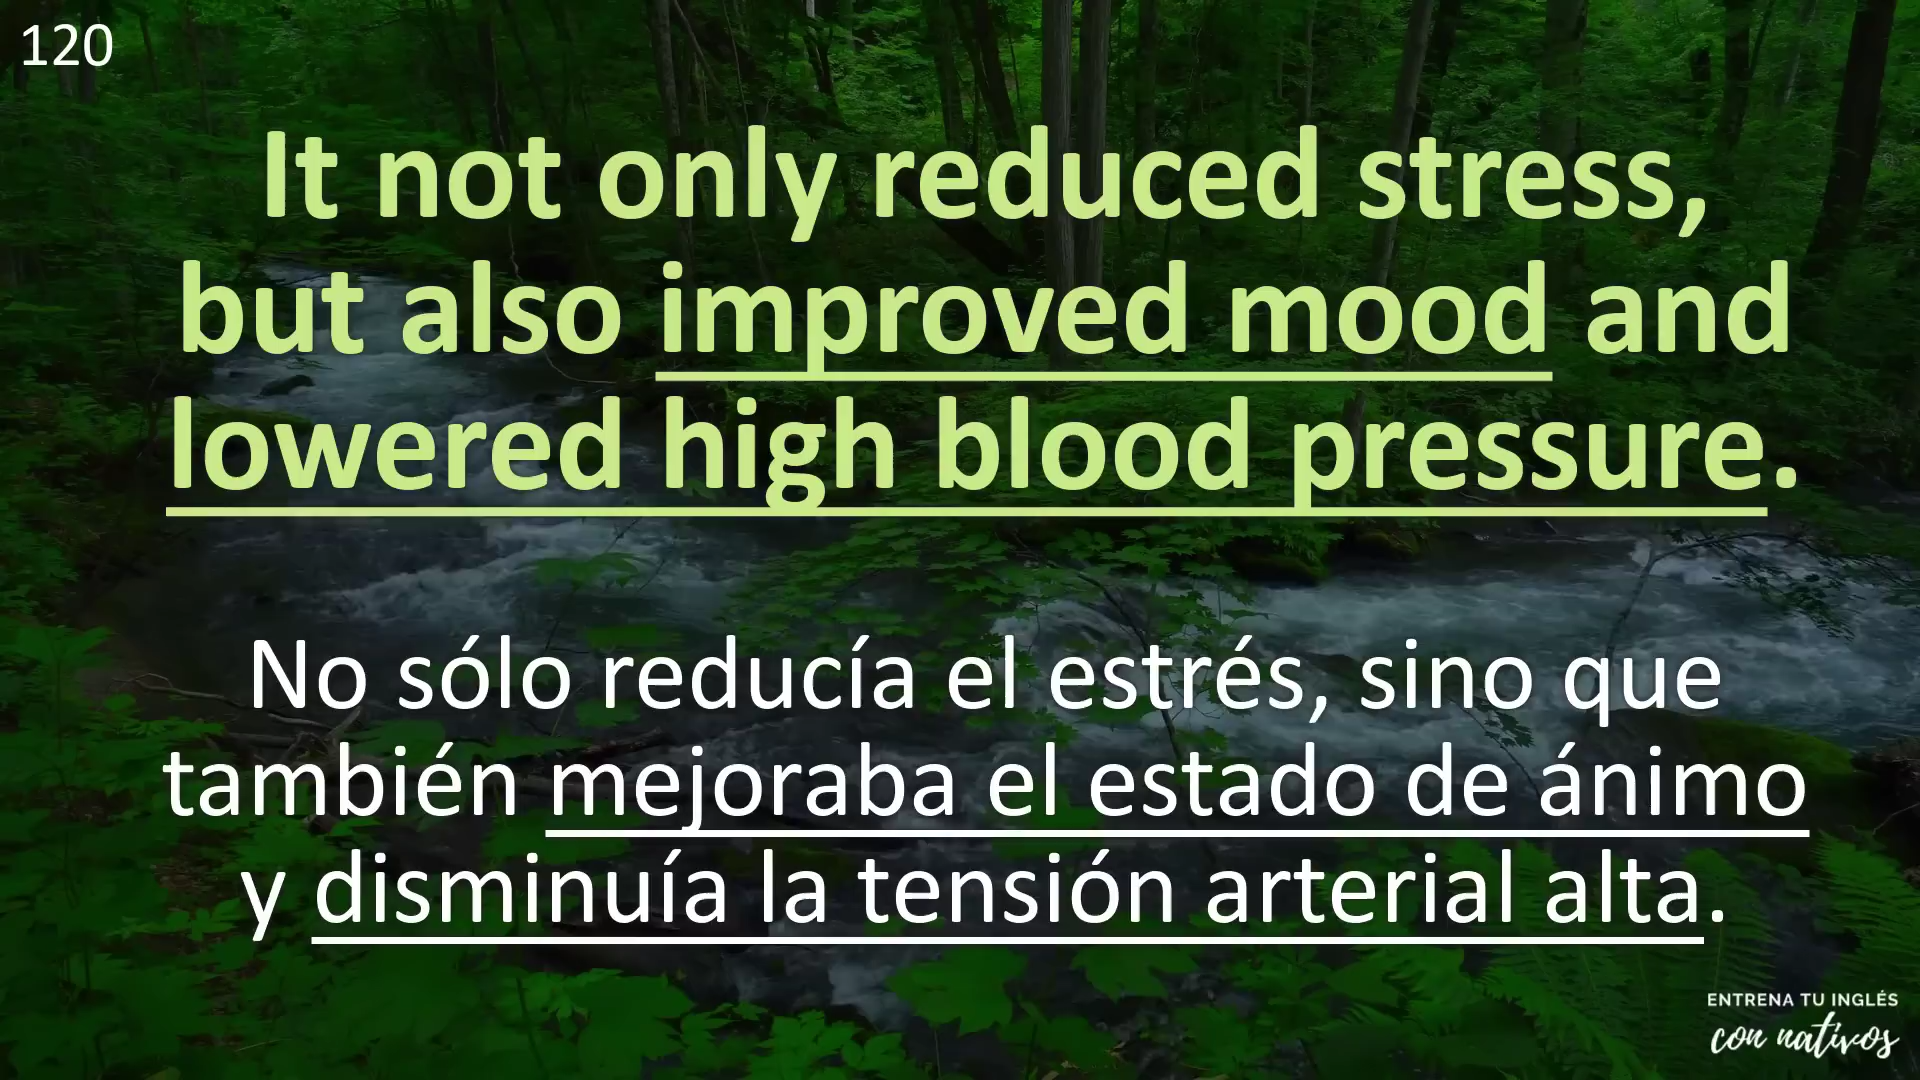 120
It not only reduced stress,
but also improved mood and
lowered high blood pressure.
No sólo reducía el estrés, sino que
también mejoraba el estado de ánimo
y disminuía la tensión arterial alta.
ENTRENA TU INGLÉS
con nativos